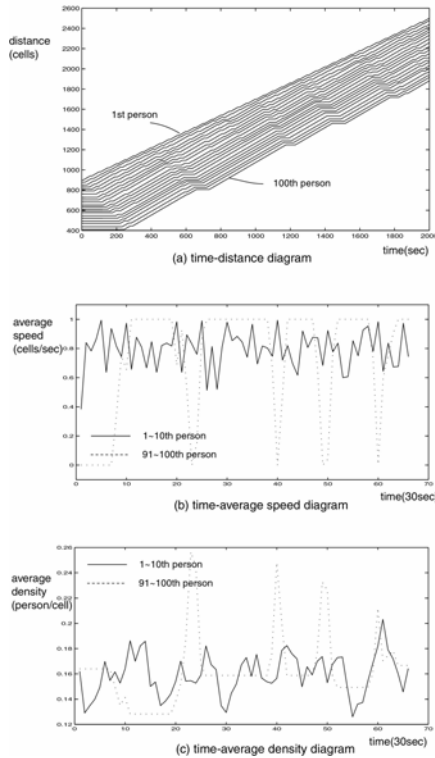 distance
(cells)
2600
2400
2200
2000
1800
1600
1400
1200
1000
800
600
400
1st person
100th person
0 200 400 600 800 1000 1200 1400 1600 1800 2000
time(sec)
(a) time-distance diagram
average
speed
(cells/sec)
1
0.8
0.6
0.4
0.2
0
1~10th person
91~100th person
0 10 20 30 40 50 60 70
time(30sec)
(b) time-average speed diagram
average
density
(person/cell)
0.26
0.24
0.22
0.2
0.18
0.16
0.14
0.12
1~10th person
91~100th person
0 10 20 30 40 50 60 70
time(30sec)
(c) time-average density diagram